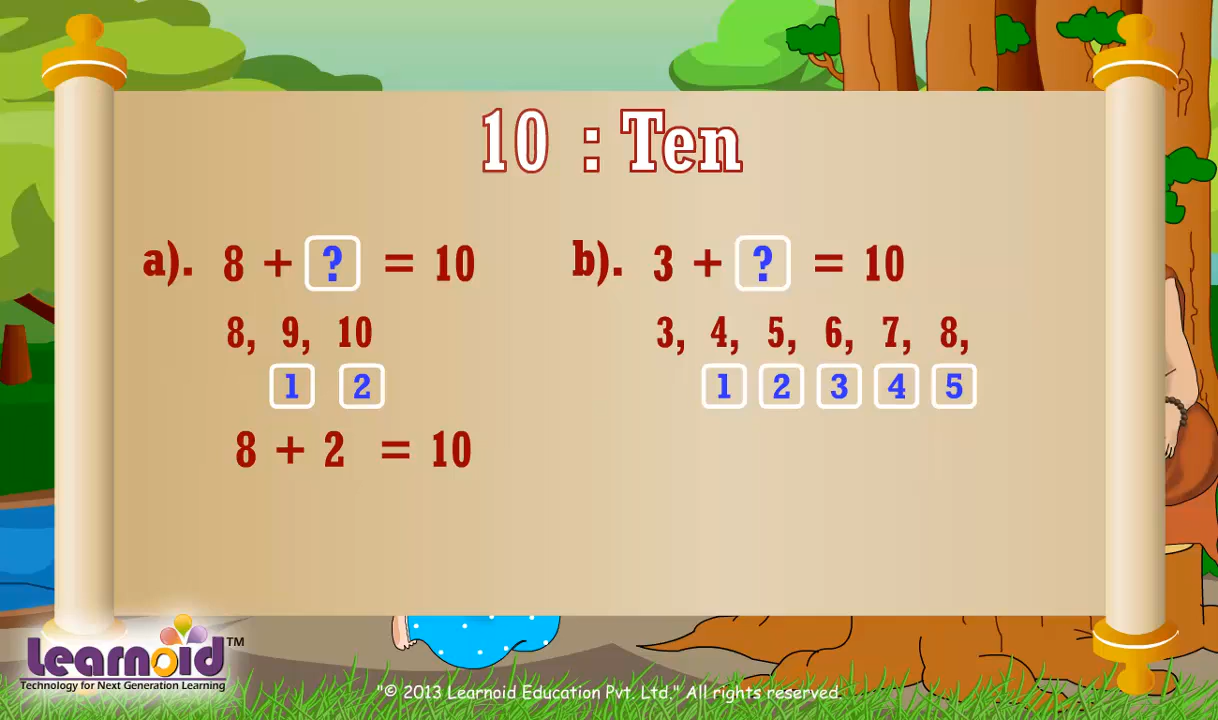 10 : Ten
a). 8 + ? = 10
8, 9, 10
1 2
8 + 2 = 10
b). 3 + ? = 10
3, 4, 5, 6, 7, 8,
1 2 3 4 5
Learnoid TM
Technology for Next Generation Learning
"© 2013 Learnoid Education Pvt. Ltd." All rights reserved.